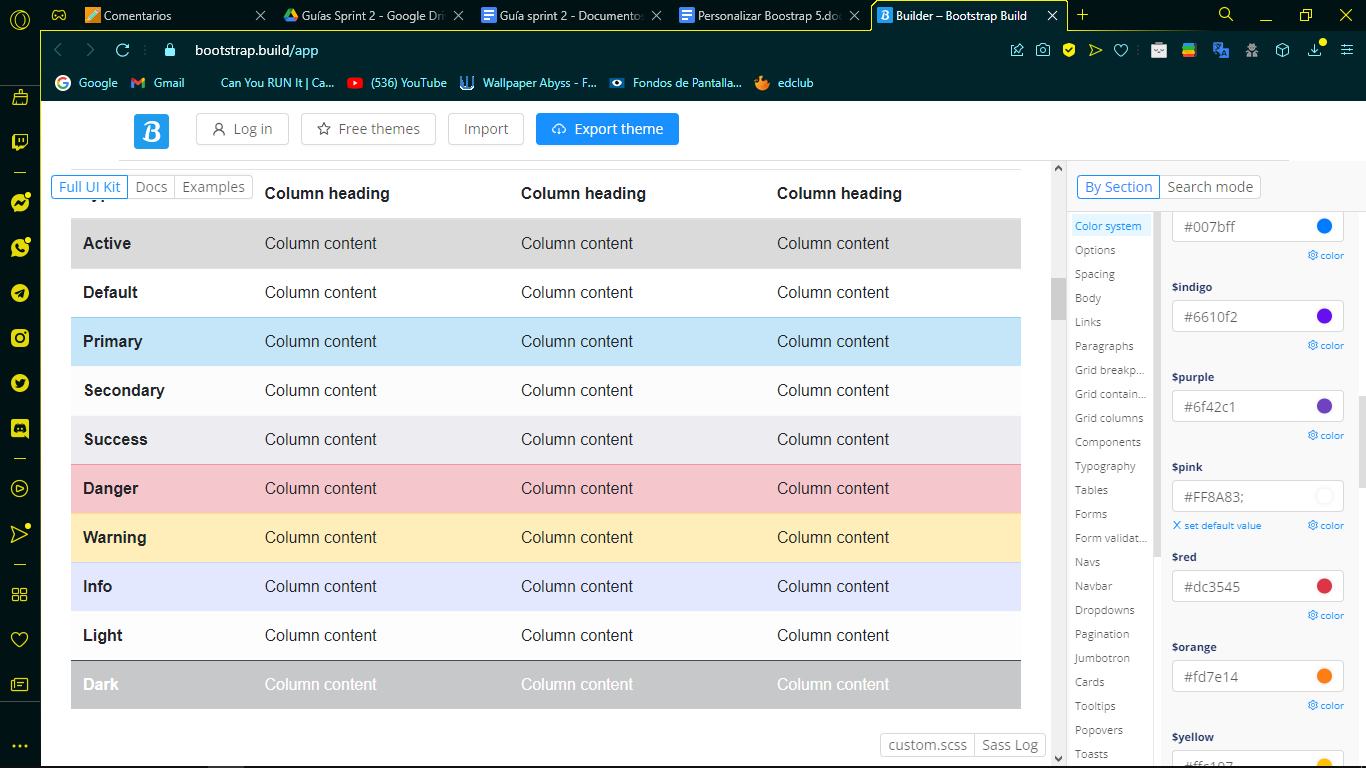 Comentarios
Guías Sprint 2 - Google Dri
Guía sprint 2 - Documentos
Personalizar Boostrap 5.doc
Builder – Bootstrap Build
bootstrap.build/app
Google
Gmail
Can You RUN It | Ca...
(536) YouTube
Wallpaper Abyss - F...
Fondos de Pantalla...
edclub
B
Log in
Free themes
Import
Export theme
Full UI Kit
Docs
Examples
Column heading Column heading Column heading
Active Column content Column content Column content
Default Column content Column content Column content
Primary Column content Column content Column content
Secondary Column content Column content Column content
Success Column content Column content Column content
Danger Column content Column content Column content
Warning Column content Column content Column content
Info Column content Column content Column content
Light Column content Column content Column content
Dark Column content Column content Column content
custom.scss
Sass Log
By Section
Search mode
Color system
Options
Spacing
Body
Links
Paragraphs
Grid breakp...
Grid contain...
Grid columns
Components
Typography
Tables
Forms
Form validat...
Navs
Navbar
Dropdowns
Pagination
Jumbotron
Cards
Tooltips
Popovers
Toasts
#007bff
color
$indigo
#6610f2
color
$purple
#6f42c1
color
$pink
#FF8A83;
X set default value
color
$red
#dc3545
color
$orange
#fd7e14
color
$yellow
#ffc107